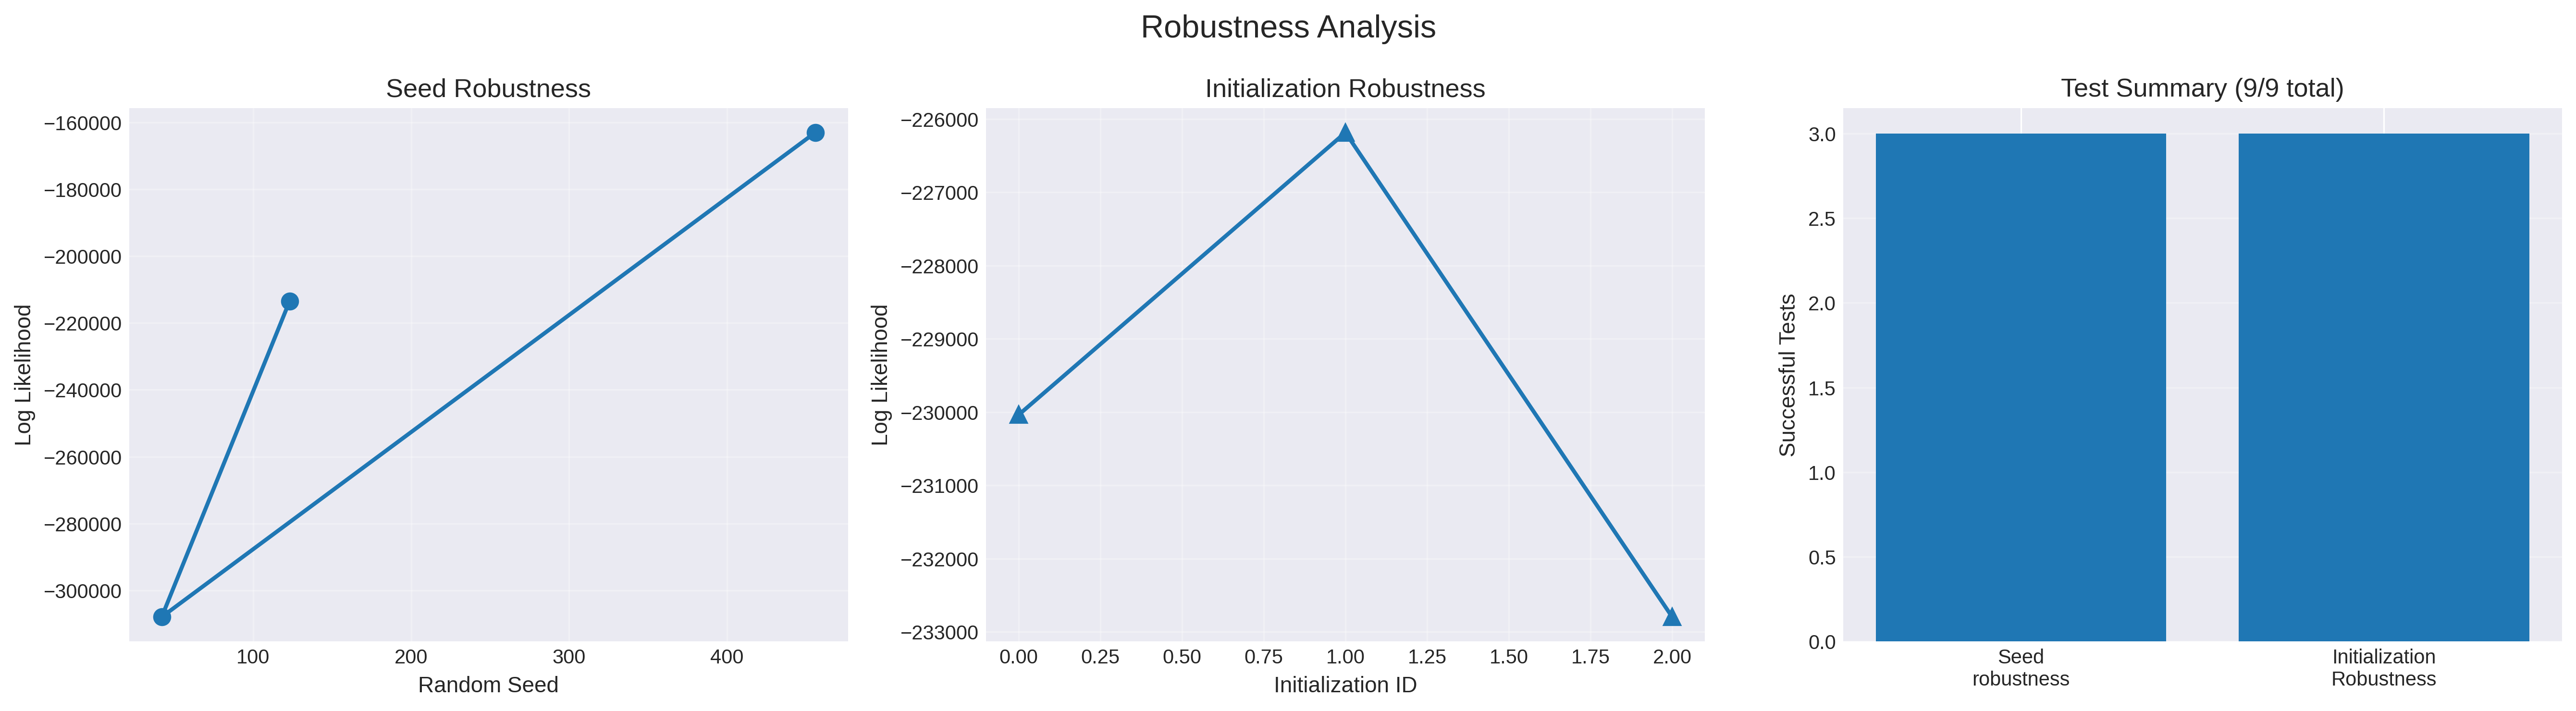 Robustness Analysis
Seed Robustness
−160000
−180000
−200000
−220000
−240000
−260000
−280000
−300000
Log Likelihood
100 200 300 400
Random Seed
Initialization Robustness
−226000
−227000
−228000
−229000
−230000
−231000
−232000
−233000
Log Likelihood
0.00 0.25 0.50 0.75 1.00 1.25 1.50 1.75 2.00
Initialization ID
Test Summary (9/9 total)
3.0
2.5
2.0
1.5
1.0
0.5
0.0
Successful Tests
Seed
robustness
Initialization
Robustness